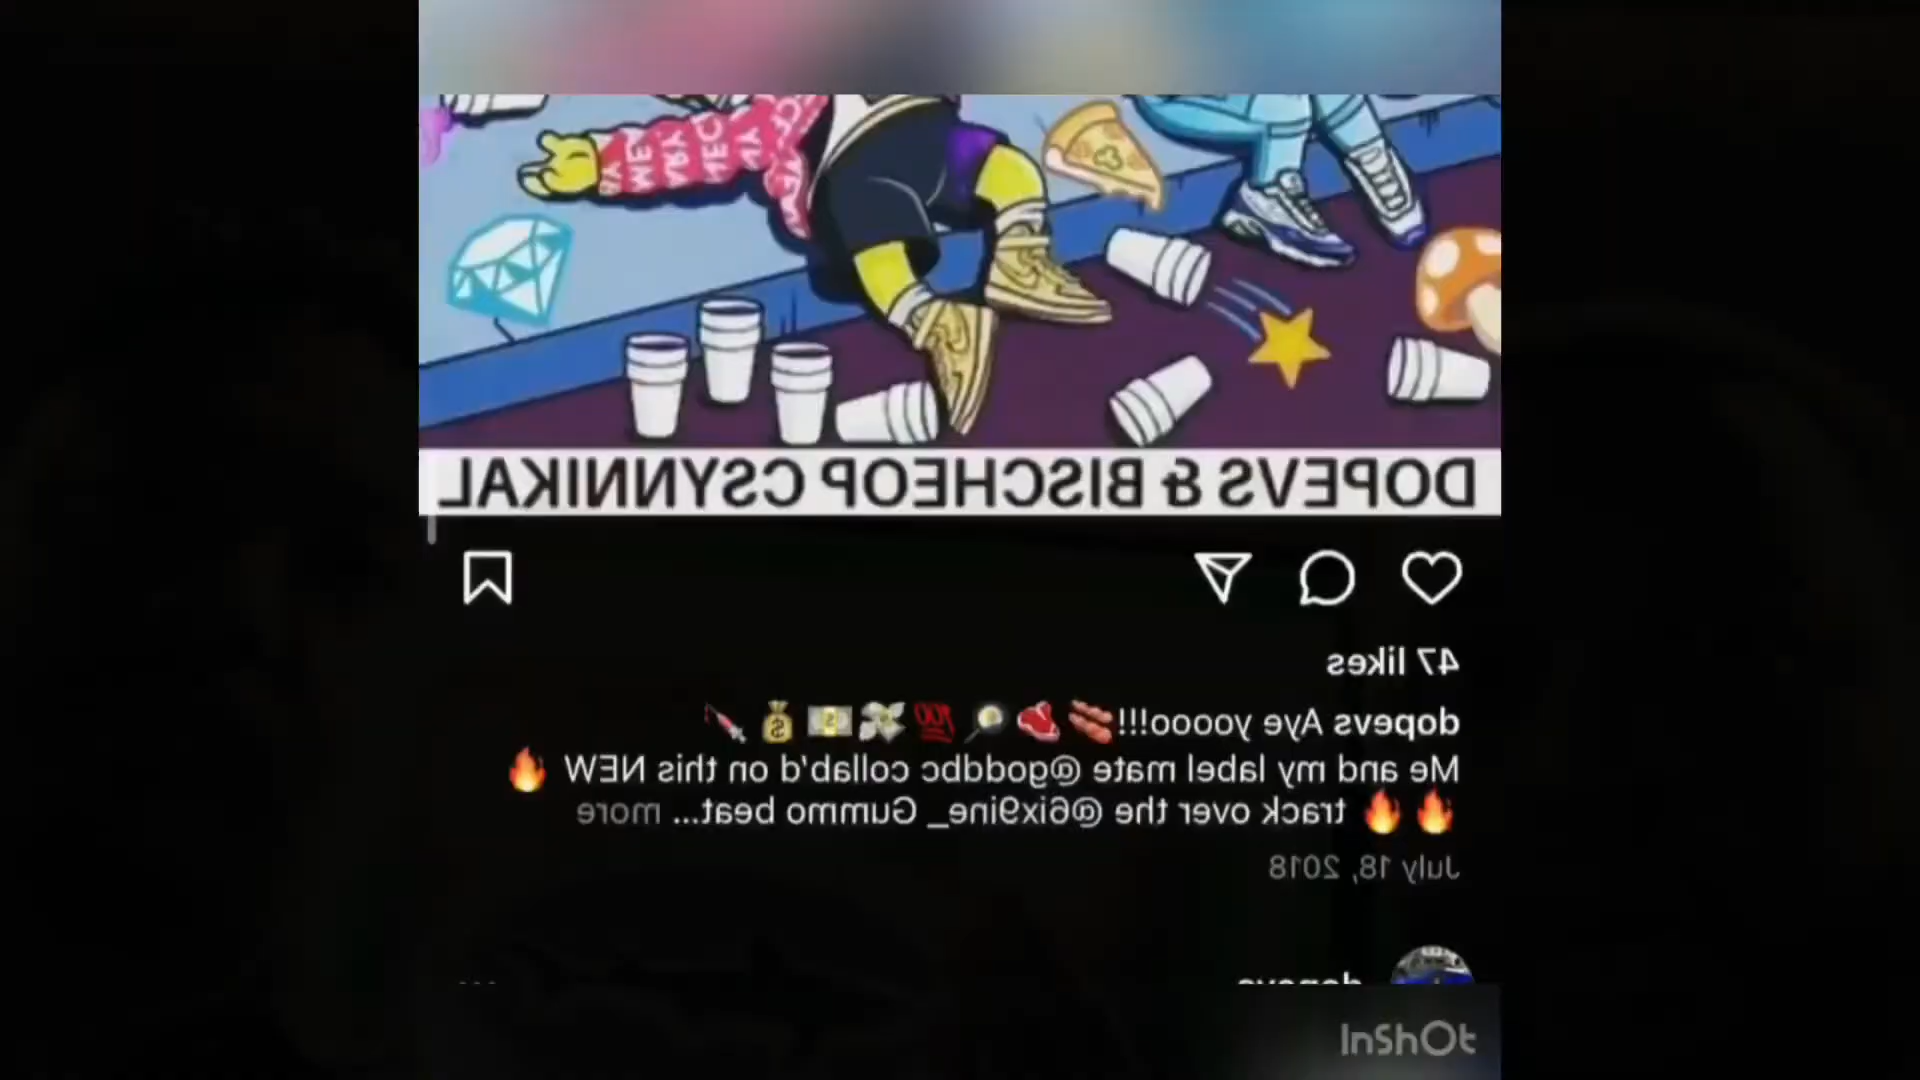 DOPEVS & BISCHEOP CSYNNIKAL
47 likes
dopevs Aye yoooo!!!🥓🥩🍳💯💸💵💰💉
Me and my label mate @goddbc collab'd on this NEW 🔥
🔥🔥 track over the @6ix9ine_ Gummo beat... more
July 18, 2018
dopevs
InShOt